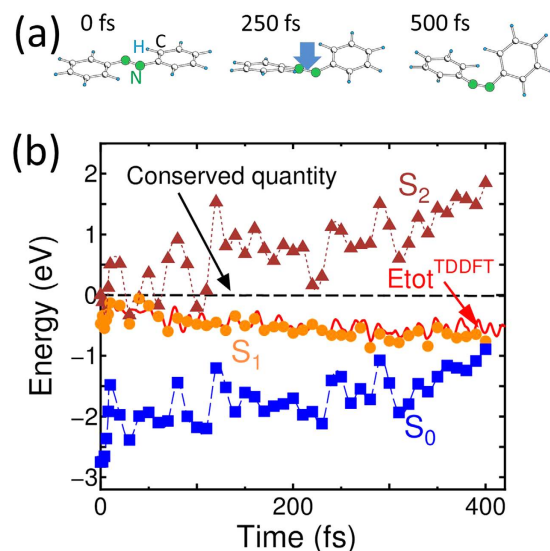 (a) 0 fs 250 fs 500 fs
H C
N
(b)
Conserved quantity
S2
Etot^TDDFT
S1
S0
Energy (eV)
2
1
0
−1
−2
−3
0 200 400
Time (fs)